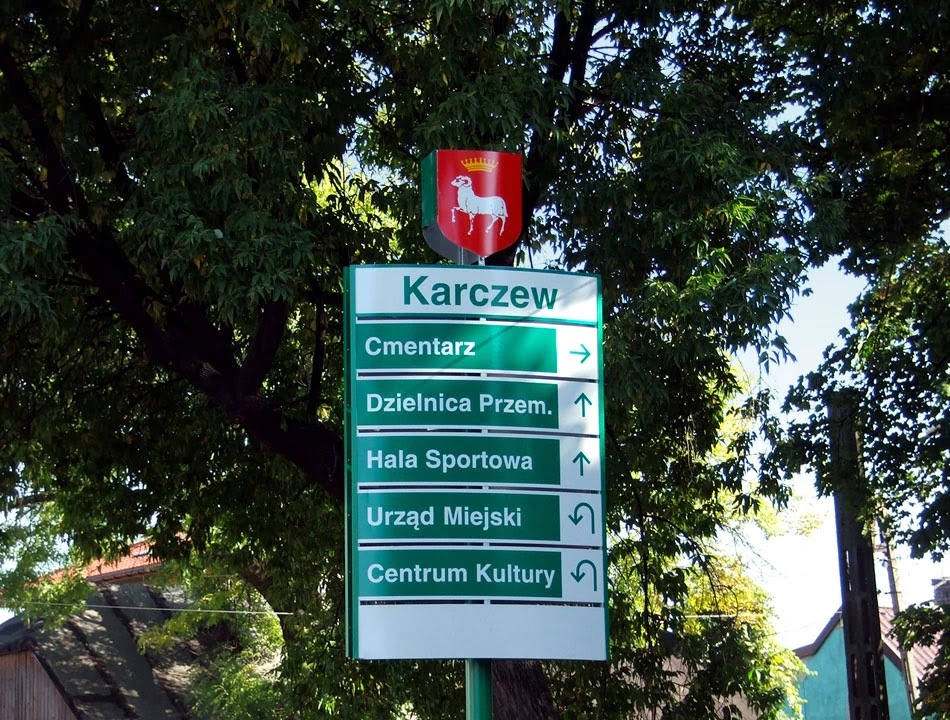 Karczew
Cmentarz →
Dzielnica Przem. ↑
Hala Sportowa ↑
Urząd Miejski
Centrum Kultury